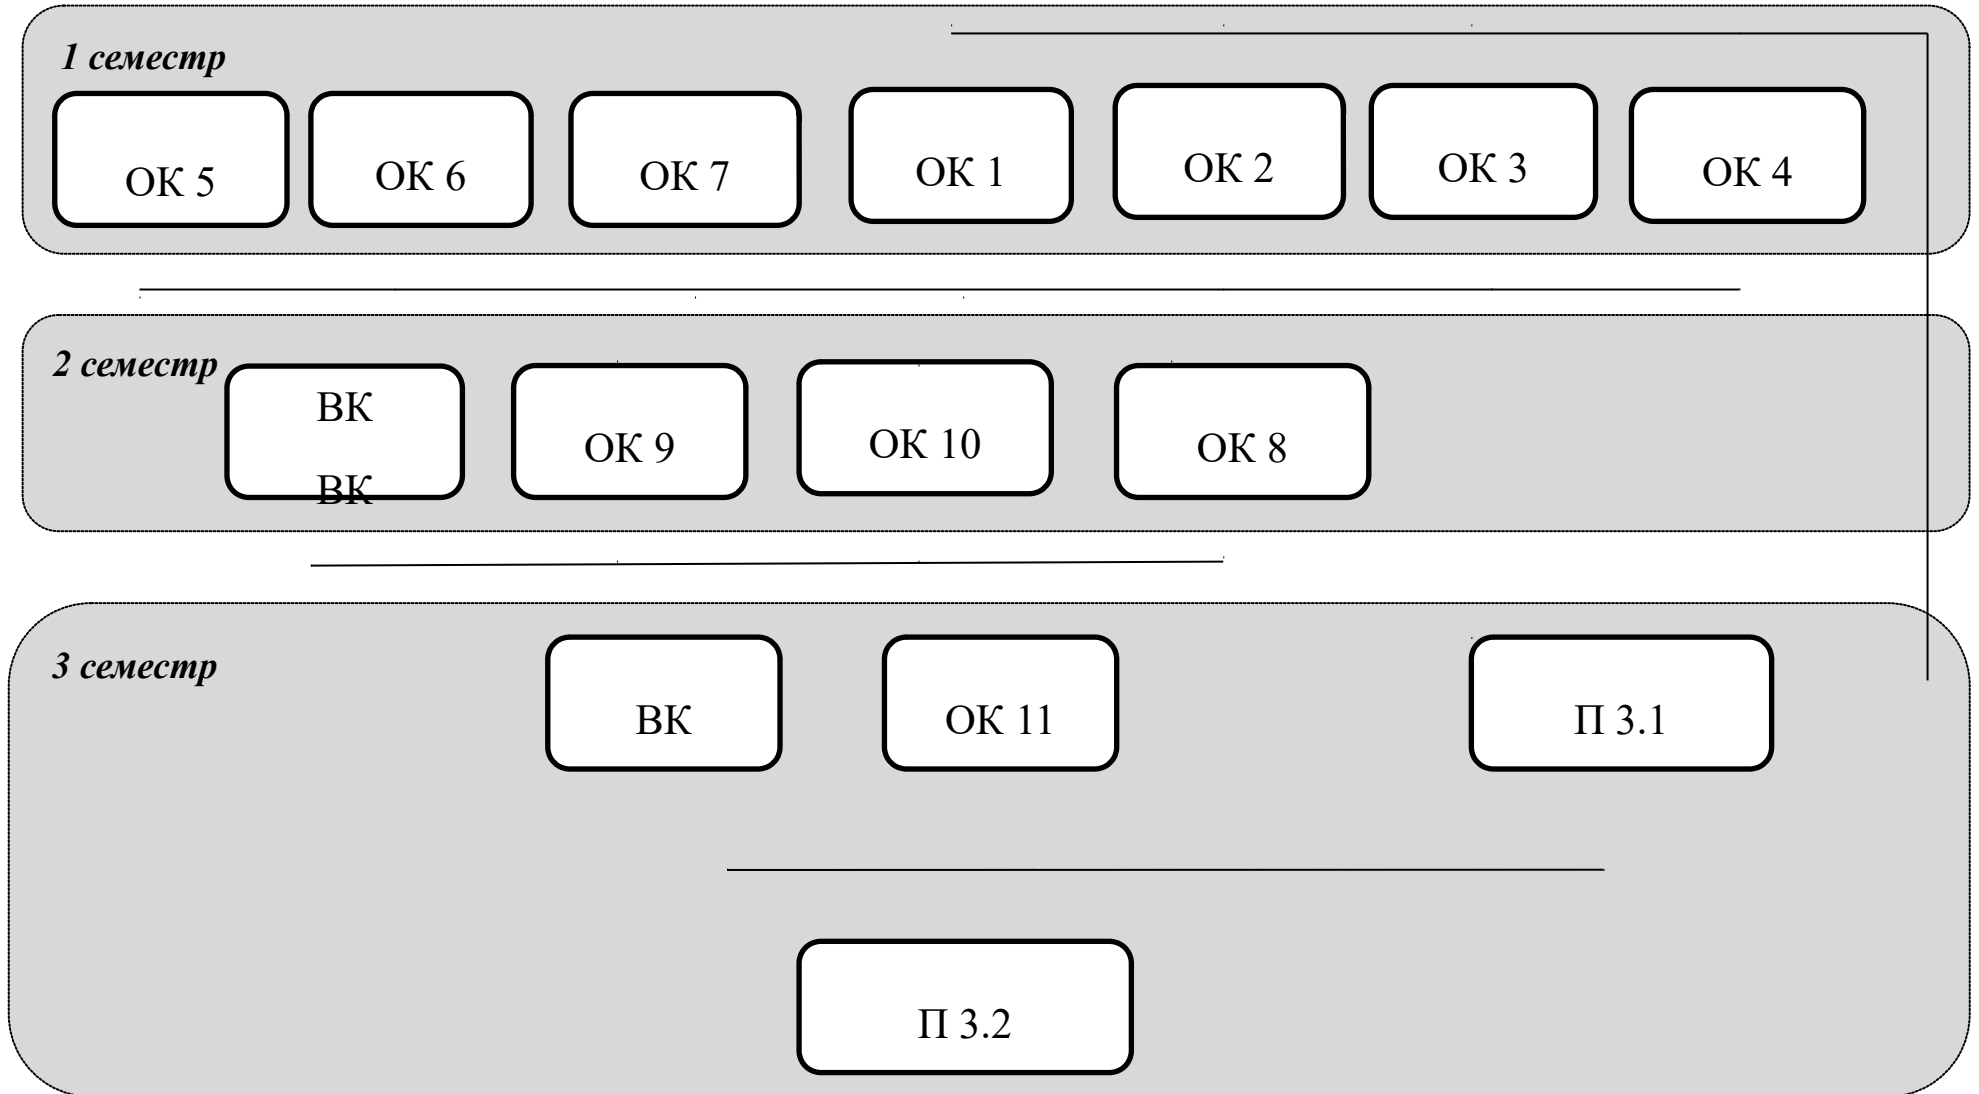 1 семестр
ОК 5
ОК 6
ОК 7
ОК 1
ОК 2
ОК 3
ОК 4
2 семестр
ВК
ВК
ОК 9
ОК 10
ОК 8
3 семестр
ВК
ОК 11
П 3.1
П 3.2